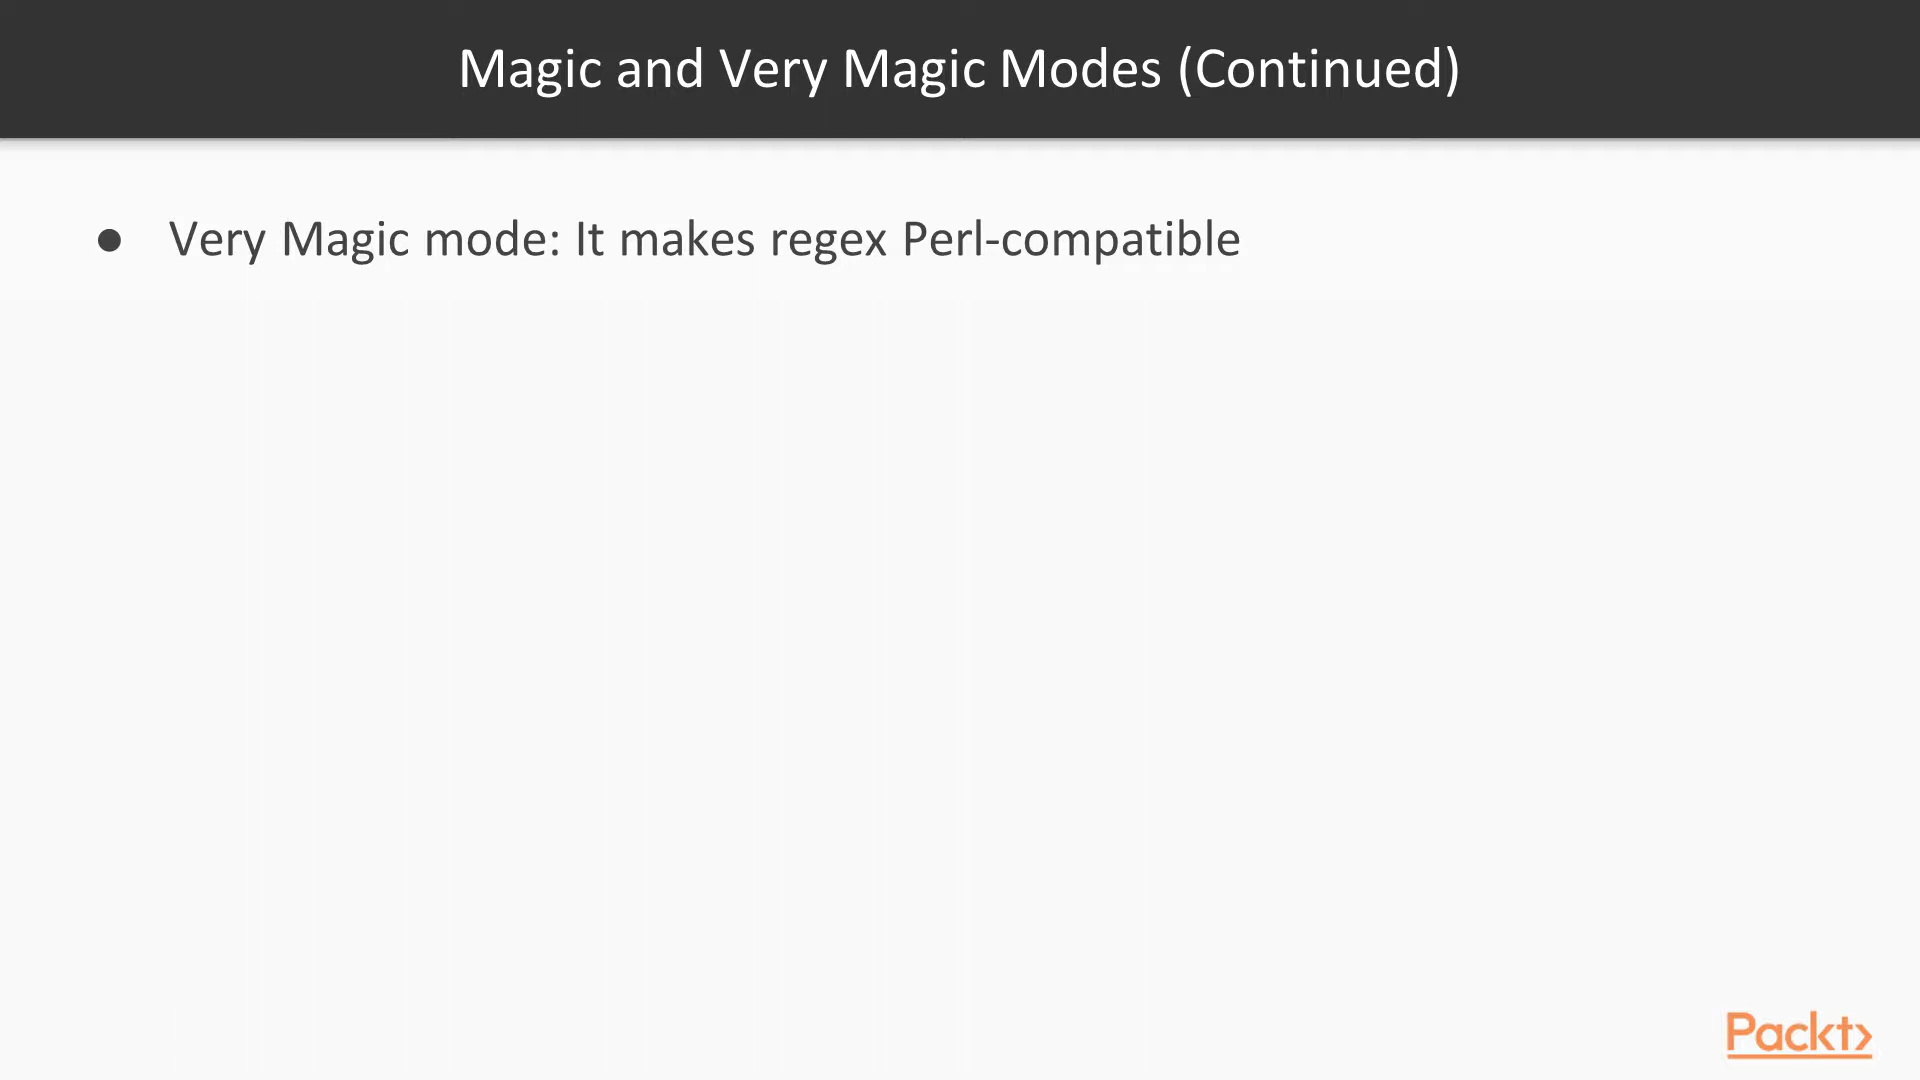 Magic and Very Magic Modes (Continued)
● Very Magic mode: It makes regex Perl-compatible
Packt>